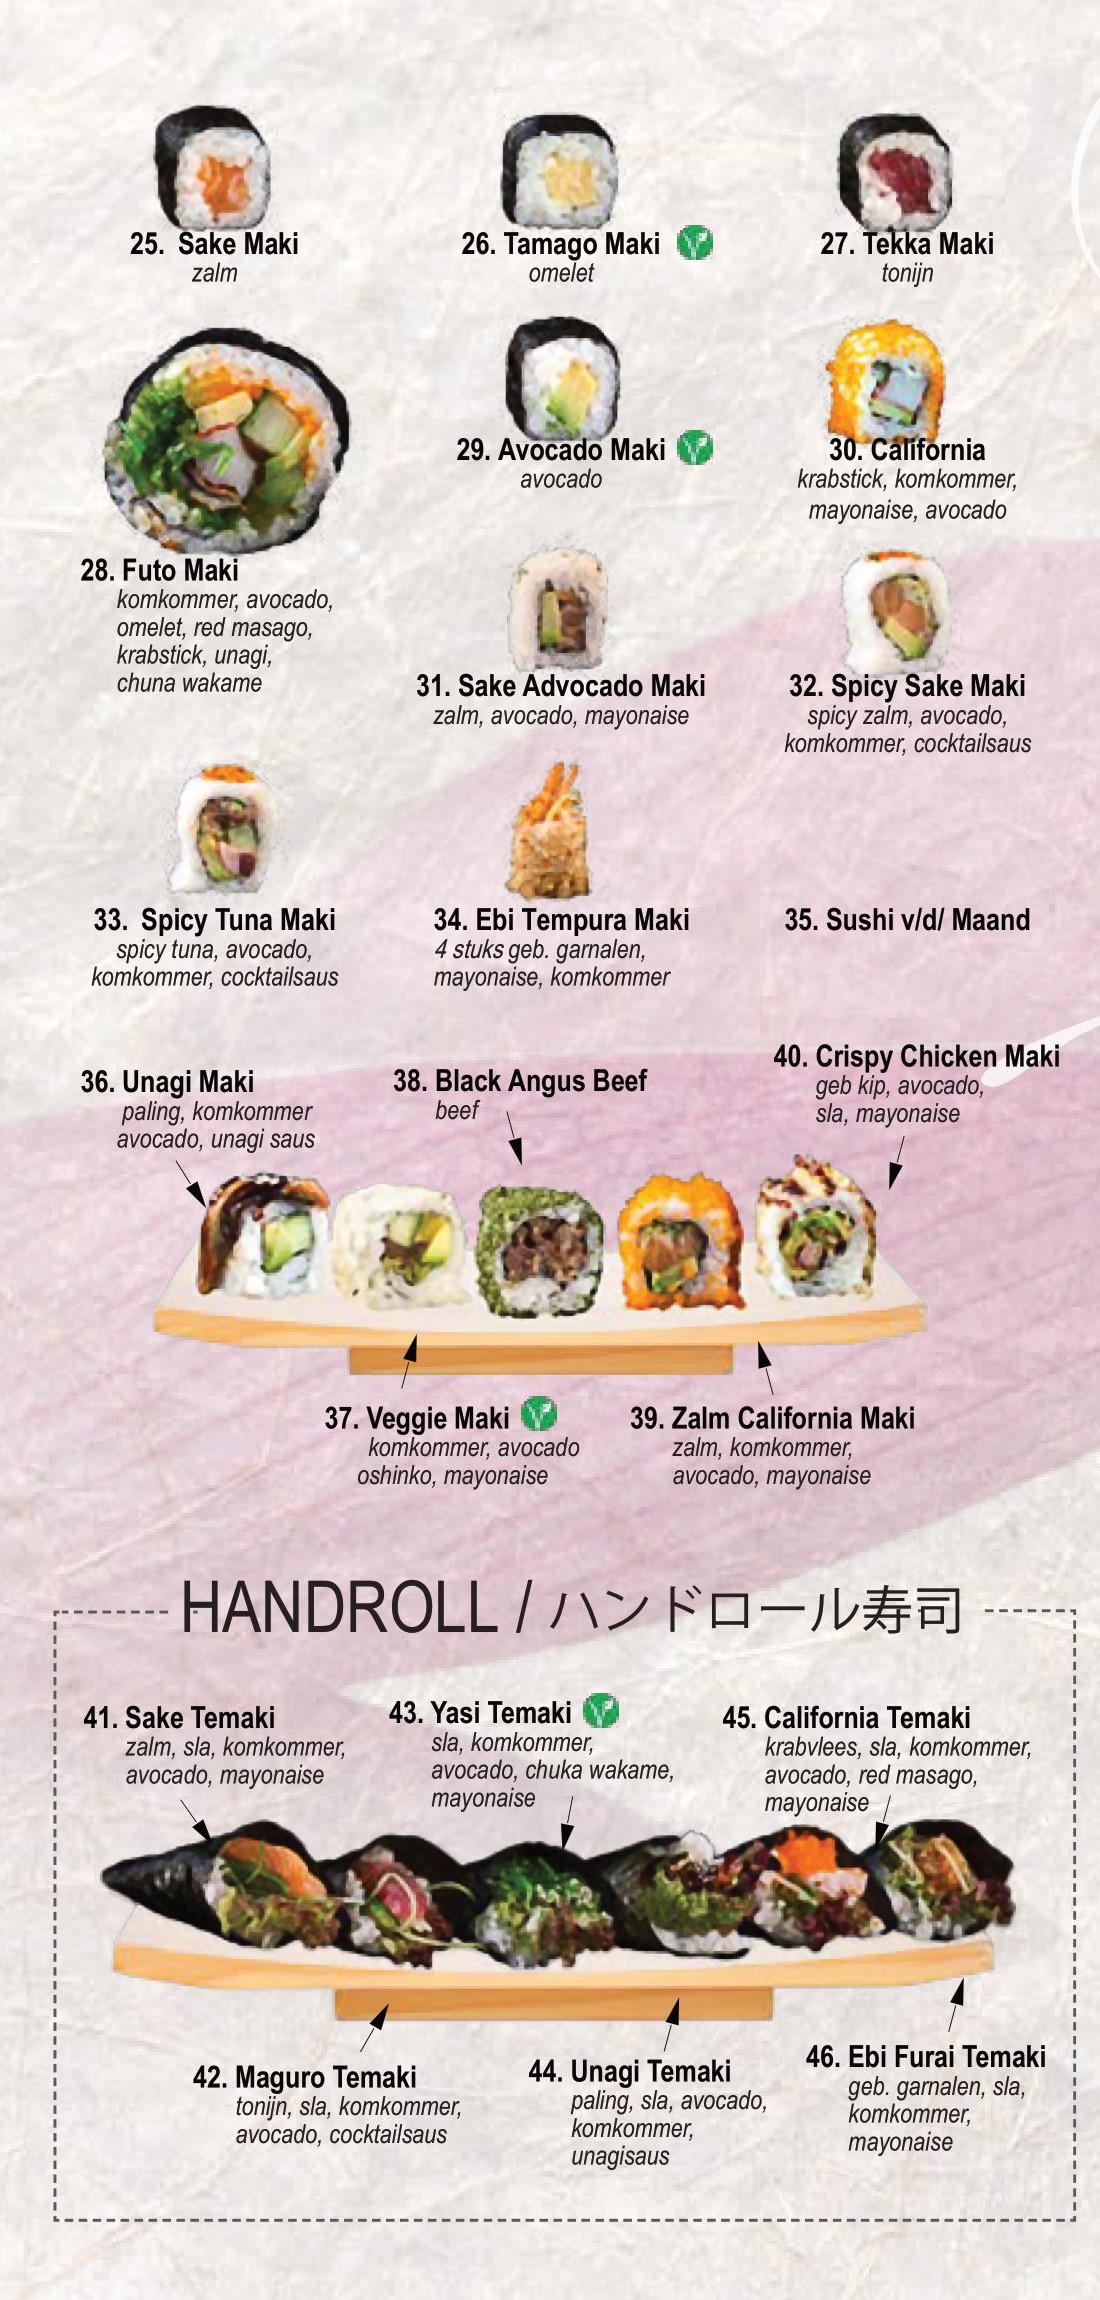 25. Sake Maki
zalm
26. Tamago Maki
omelet
27. Tekka Maki
tonijn
28. Futo Maki
komkommer, avocado,
omelet, red masago,
krabstick, unagi,
chuna wakame
29. Avocado Maki
avocado
30. California
krabstick, komkommer,
mayonaise, avocado
31. Sake Advocado Maki
zalm, avocado, mayonaise
32. Spicy Sake Maki
spicy zalm, avocado,
komkommer, cocktailsaus
33. Spicy Tuna Maki
spicy tuna, avocado,
komkommer, cocktailsaus
34. Ebi Tempura Maki
4 stuks geb. garnalen,
mayonaise, komkommer
35. Sushi v/d/ Maand
36. Unagi Maki
paling, komkommer
avocado, unagi saus
38. Black Angus Beef
beef
40. Crispy Chicken Maki
geb kip, avocado,
sla, mayonaise
37. Veggie Maki
komkommer, avocado
oshinko, mayonaise
39. Zalm California Maki
zalm, komkommer,
avocado, mayonaise
HANDROLL / ハンドロール寿司
41. Sake Temaki
zalm, sla, komkommer,
avocado, mayonaise
43. Yasi Temaki
sla, komkommer,
avocado, chuka wakame,
mayonaise
45. California Temaki
krabvlees, sla, komkommer,
avocado, red masago,
mayonaise
42. Maguro Temaki
tonijn, sla, komkommer,
avocado, cocktailsaus
44. Unagi Temaki
paling, sla, avocado,
komkommer,
unagisaus
46. Ebi Furai Temaki
geb. garnalen, sla,
komkommer,
mayonaise